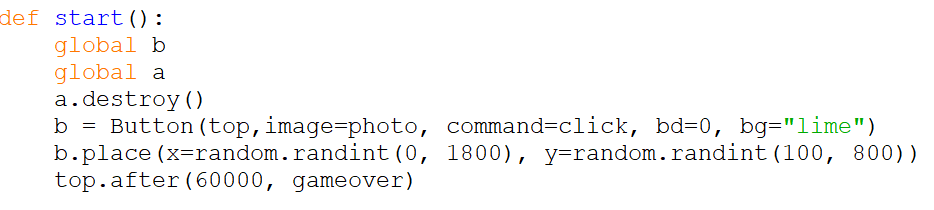 def start():
    global b
    global a
    a.destroy()
    b = Button(top,image=photo, command=click, bd=0, bg="lime")
    b.place(x=random.randint(0, 1800), y=random.randint(100, 800))
    top.after(60000, gameover)